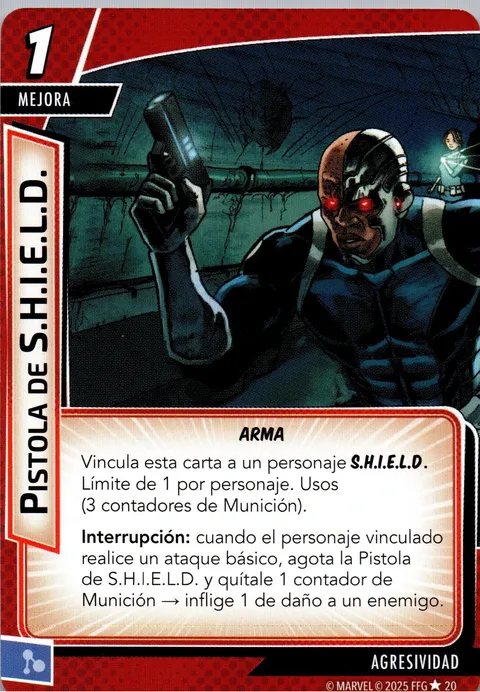 1
MEJORA
PISTOLA DE S.H.I.E.L.D.
ARMA
Vincula esta carta a un personaje S.H.I.E.L.D.
Límite de 1 por personaje. Usos
(3 contadores de Munición).
Interrupción: cuando el personaje vinculado
realice un ataque básico, agota la Pistola
de S.H.I.E.L.D. y quítale 1 contador de
Munición → inflige 1 de daño a un enemigo.
AGRESIVIDAD
© MARVEL © 2025 FFG ★ 20